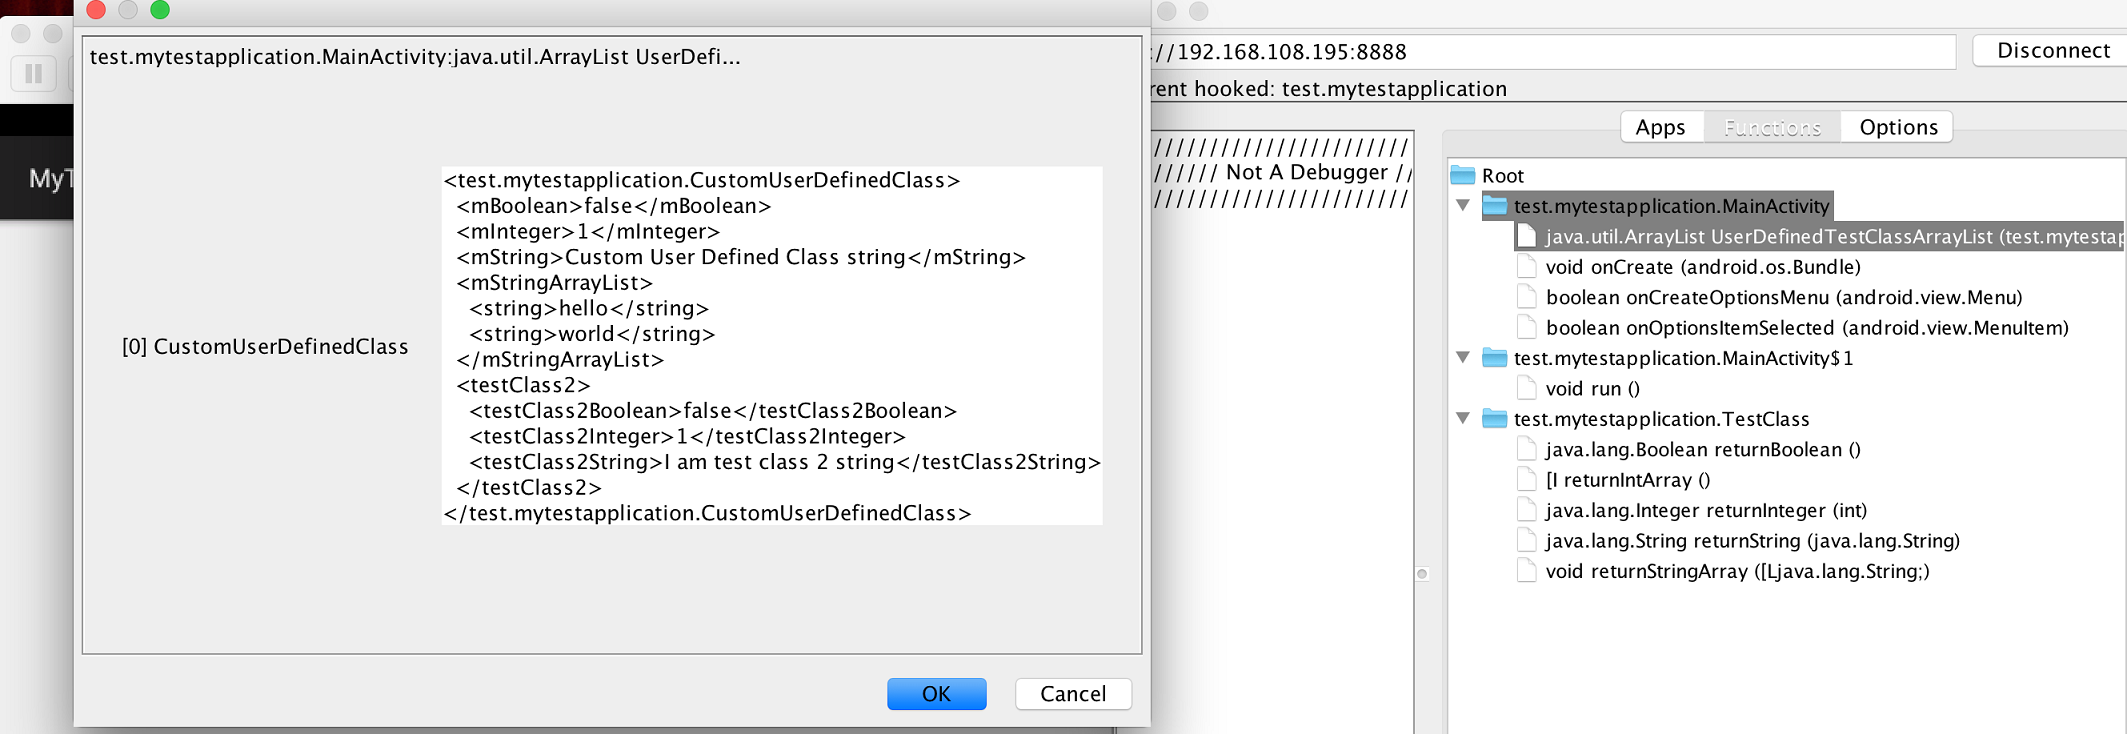 test.mytestapplication.MainActivity:java.util.ArrayList UserDefi...
[0] CustomUserDefinedClass
<test.mytestapplication.CustomUserDefinedClass>
<mBoolean>false</mBoolean>
<mInteger>1</mInteger>
<mString>Custom User Defined Class string</mString>
<mStringArrayList>
<string>hello</string>
<string>world</string>
</mStringArrayList>
<testClass2>
<testClass2Boolean>false</testClass2Boolean>
<testClass2Integer>1</testClass2Integer>
<testClass2String>I am test class 2 string</testClass2String>
</testClass2>
</test.mytestapplication.CustomUserDefinedClass>
OK
Cancel
MyT
://192.168.108.195:8888
Disconnect
rent hooked: test.mytestapplication
///////////////////////
////// Not A Debugger //
///////////////////////
Apps
Functions
Options
Root
test.mytestapplication.MainActivity
java.util.ArrayList UserDefinedTestClassArrayList (test.mytestap
void onCreate (android.os.Bundle)
boolean onCreateOptionsMenu (android.view.Menu)
boolean onOptionsItemSelected (android.view.MenuItem)
test.mytestapplication.MainActivity$1
void run ()
test.mytestapplication.TestClass
java.lang.Boolean returnBoolean ()
[I returnIntArray ()
java.lang.Integer returnInteger (int)
java.lang.String returnString (java.lang.String)
void returnStringArray ([Ljava.lang.String;)